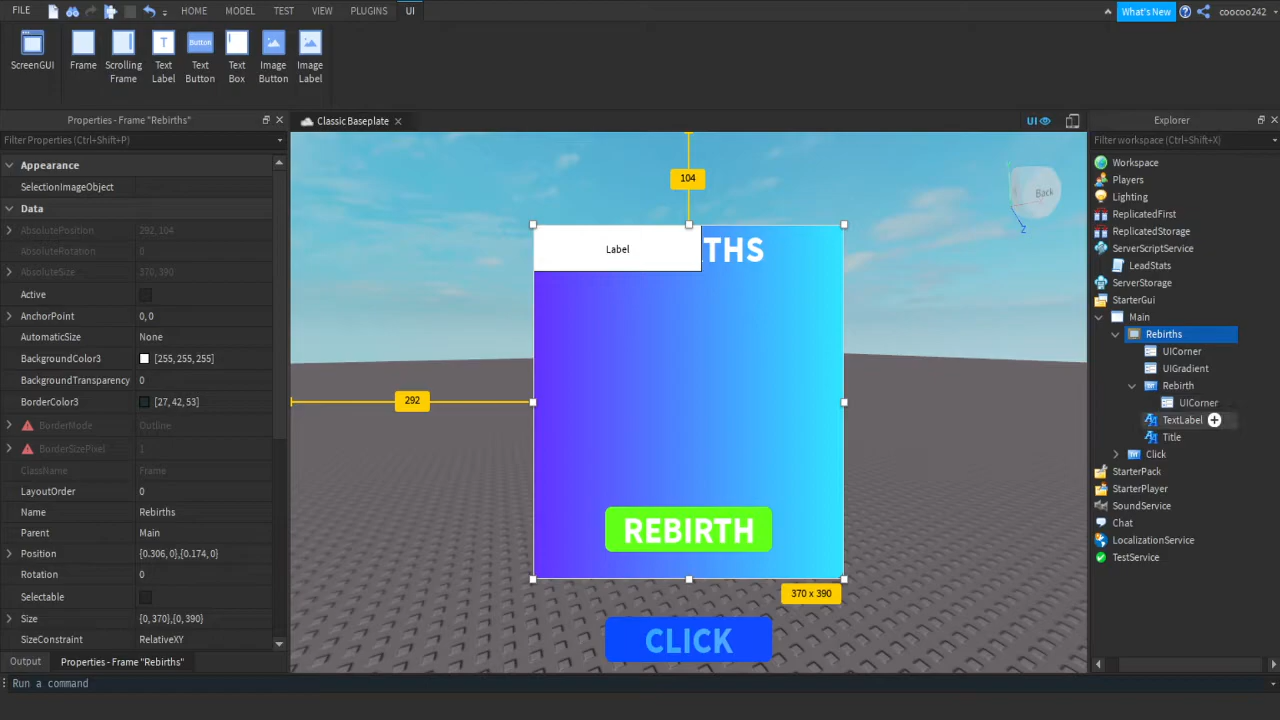 FILE
HOME
MODEL
TEST
VIEW
PLUGINS
UI
What's New
coocoo242
ScreenGUI
Frame
Scrolling
Frame
Text
Label
Button
Text
Button
Text
Box
Image
Button
Image
Label
Properties - Frame "Rebirths"
Filter Properties (Ctrl+Shift+P)
Appearance
SelectionImageObject
Data
AbsolutePosition 292, 104
AbsoluteRotation 0
AbsoluteSize 370, 390
Active
AnchorPoint 0, 0
AutomaticSize None
BackgroundColor3 [255, 255, 255]
BackgroundTransparency 0
BorderColor3 [27, 42, 53]
BorderMode Outline
BorderSizePixel 1
ClassName Frame
LayoutOrder 0
Name Rebirths
Parent Main
Position {0.306, 0},{0.174, 0}
Rotation 0
Selectable
Size {0, 370},{0, 390}
SizeConstraint RelativeXY
Output
Properties - Frame "Rebirths"
Run a command
Classic Baseplate
UI
104
Back
Z
Label
THS
292
REBIRTH
370 x 390
CLICK
Explorer
Filter workspace (Ctrl+Shift+X)
Workspace
Players
Lighting
ReplicatedFirst
ReplicatedStorage
ServerScriptService
LeadStats
ServerStorage
StarterGui
Main
Rebirths
UICorner
UIGradient
Rebirth
UICorner
TextLabel
Title
Click
StarterPack
StarterPlayer
SoundService
Chat
LocalizationService
TestService